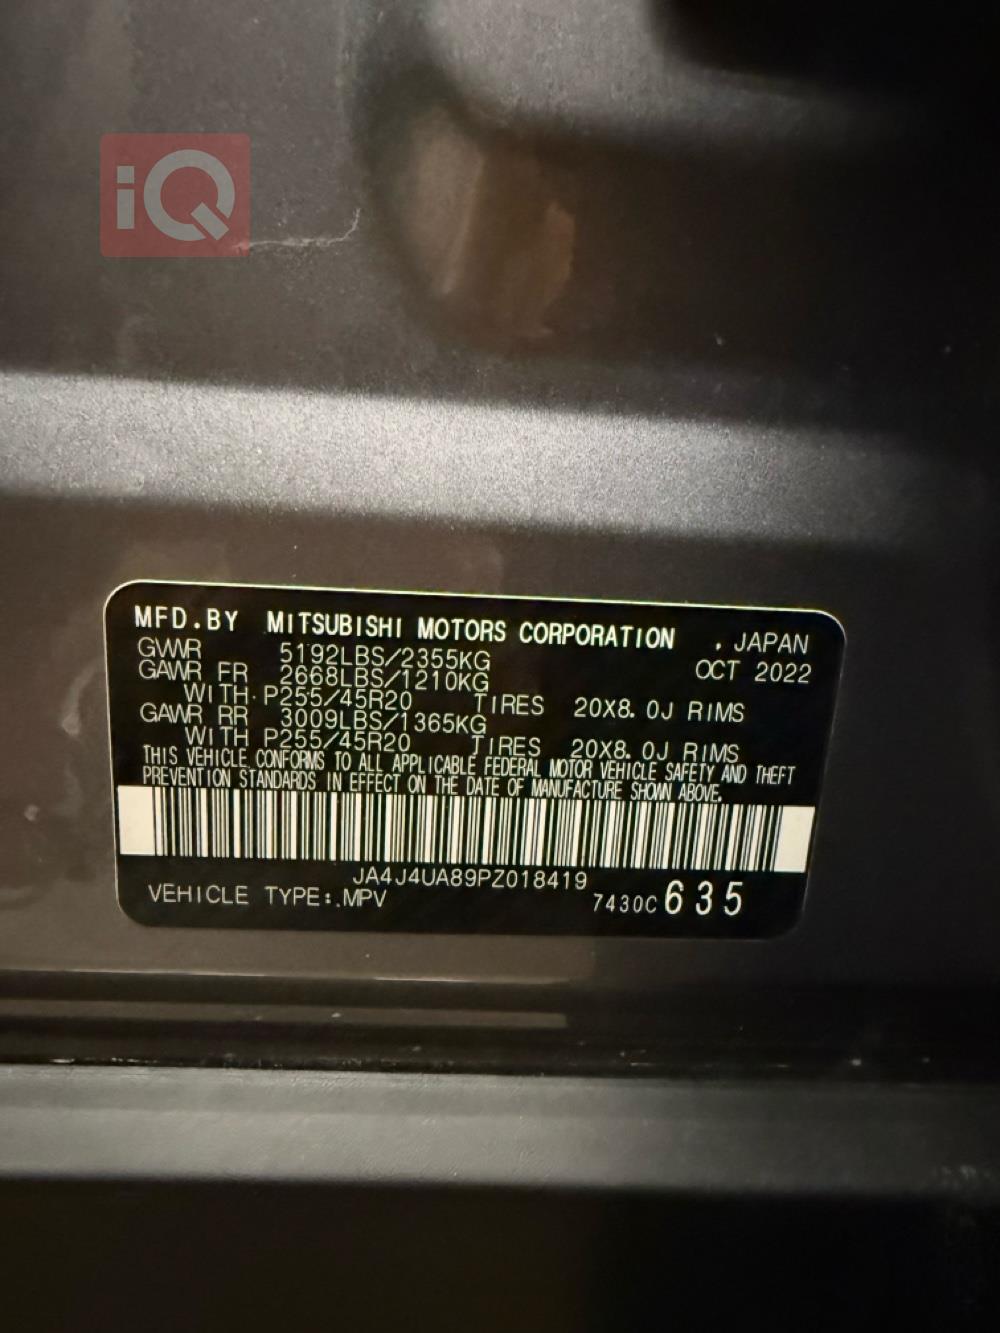 iQ
MFD.BY MITSUBISHI MOTORS CORPORATION , JAPAN
GVWR 5192LBS/2355KG OCT 2022
GAWR FR 2668LBS/1210KG
WITH P255/45R20 TIRES 20X8.0J RIMS
GAWR RR 3009LBS/1365KG
WITH P255/45R20 TIRES 20X8.0J RIMS
THIS VEHICLE CONFORMS TO ALL APPLICABLE FEDERAL MOTOR VEHICLE SAFETY AND THEFT
PREVENTION STANDARDS IN EFFECT ON THE DATE OF MANUFACTURE SHOWN ABOVE.
JA4J4UA89PZ018419
VEHICLE TYPE:.MPV 7430C 635